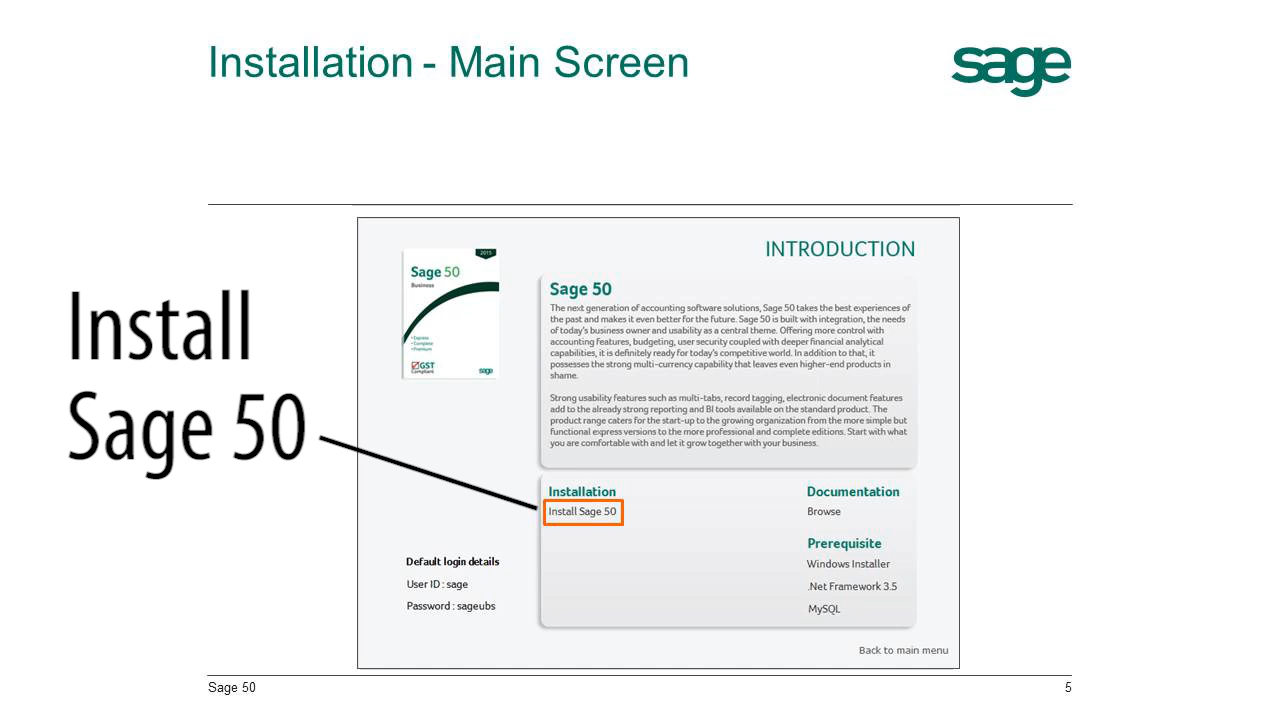 Installation - Main Screen
sage
INTRODUCTION
2015
Sage 50
Business
• Express
• Complete
• Premium
GST
Compliant
sage
Sage 50
The next generation of accounting software solutions, Sage 50 takes the best experiences of
the past and makes it even better for the future. Sage 50 is built with integration, the needs
of today's business owner and usability as a central theme. Offering more control with
accounting features, budgeting, user security coupled with deeper financial analytical
capabilities, it is definitely ready for today's competitive world. In addition to that, it
possesses the strong multi-currency capability that leaves even higher-end products in
shame.
Strong usability features such as multi-tabs, record tagging, electronic document features
add to the already strong reporting and BI tools available on the standard product. The
product range caters for the start-up to the growing organization from the more simple but
functional express versions to the more professional and complete editions. Start with what
you are comfortable with and let it grow together with your business.
Install
Sage 50
Installation
Install Sage 50
Documentation
Browse
Prerequisite
Windows Installer
.Net Framework 3.5
MySQL
Default login details
User ID : sage
Password : sageubs
Back to main menu
Sage 50
5